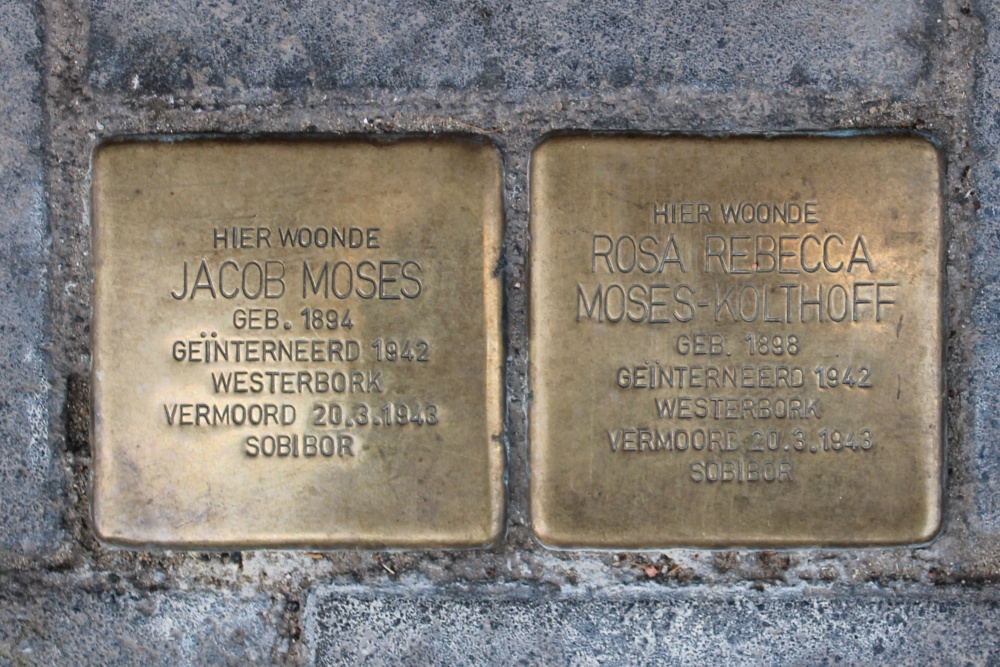 HIER WOONDE
JACOB MOSES
GEB. 1894
GEÏNTERNEERD 1942
WESTERBORK
VERMOORD 20.3.1943
SOBIBOR
HIER WOONDE
ROSA REBECCA
MOSES-KOLTHOFF
GEB. 1898
GEÏNTERNEERD 1942
WESTERBORK
VERMOORD 20.3.1943
SOBIBOR